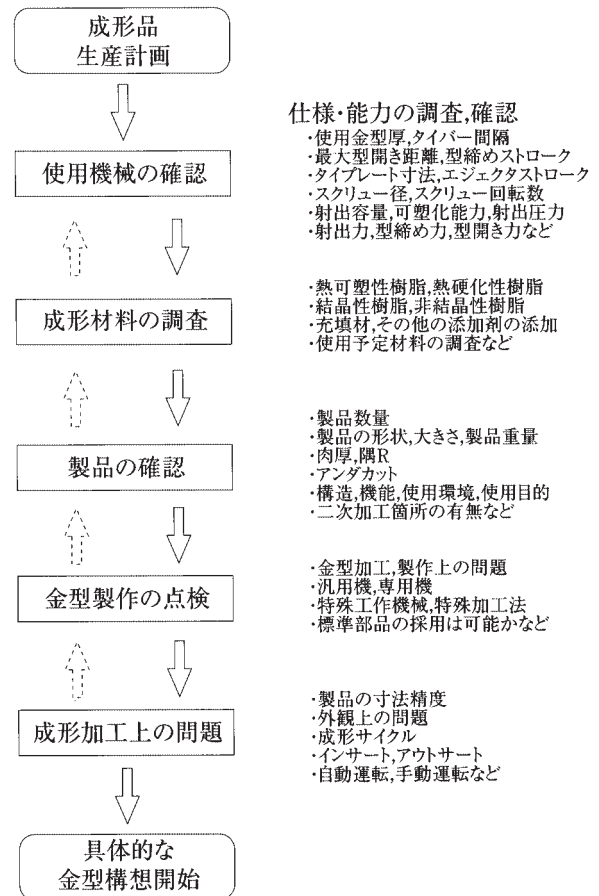 成形品
生産計画
仕様・能力の調査,確認
・使用金型厚,タイバー間隔
・最大型開き距離,型締めストローク
・タイプレート寸法,エジェクタストローク
・スクリュー径,スクリュー回転数
・射出容量,可塑化能力,射出圧力
・射出力,型締め力,型開き力など
使用機械の確認
・熱可塑性樹脂,熱硬化性樹脂
・結晶性樹脂,非結晶性樹脂
・充填材,その他の添加剤の添加
・使用予定材料の調査など
成形材料の調査
・製品数量
・製品の形状,大きさ,製品重量
・肉厚,隅R
・アンダカット
・構造,機能,使用環境,使用目的
・二次加工箇所の有無など
製品の確認
・金型加工,製作上の問題
・汎用機,専用機
・特殊工作機械,特殊加工法
・標準部品の採用は可能かなど
金型製作の点検
・製品の寸法精度
・外観上の問題
・成形サイクル
・インサート,アウトサート
・自動運転,手動運転など
成形加工上の問題
具体的な
金型構想開始